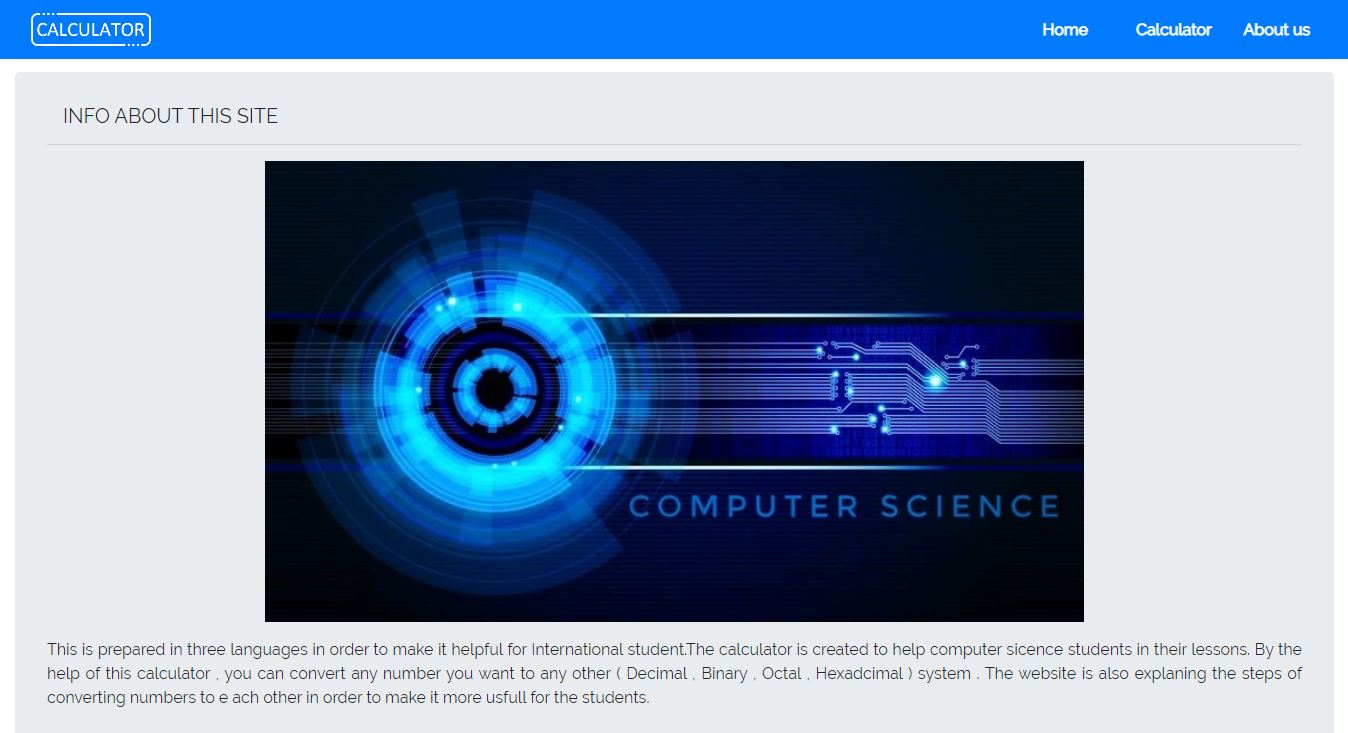 CALCULATOR
Home Calculator About us
INFO ABOUT THIS SITE
COMPUTER SCIENCE
This is prepared in three languages in order to make it helpful for International student.The calculator is created to help computer sicence students in their lessons. By the
help of this calculator , you can convert any number you want to any other ( Decimal , Binary , Octal , Hexadcimal ) system . The website is also explaning the steps of
converting numbers to e ach other in order to make it more usfull for the students.